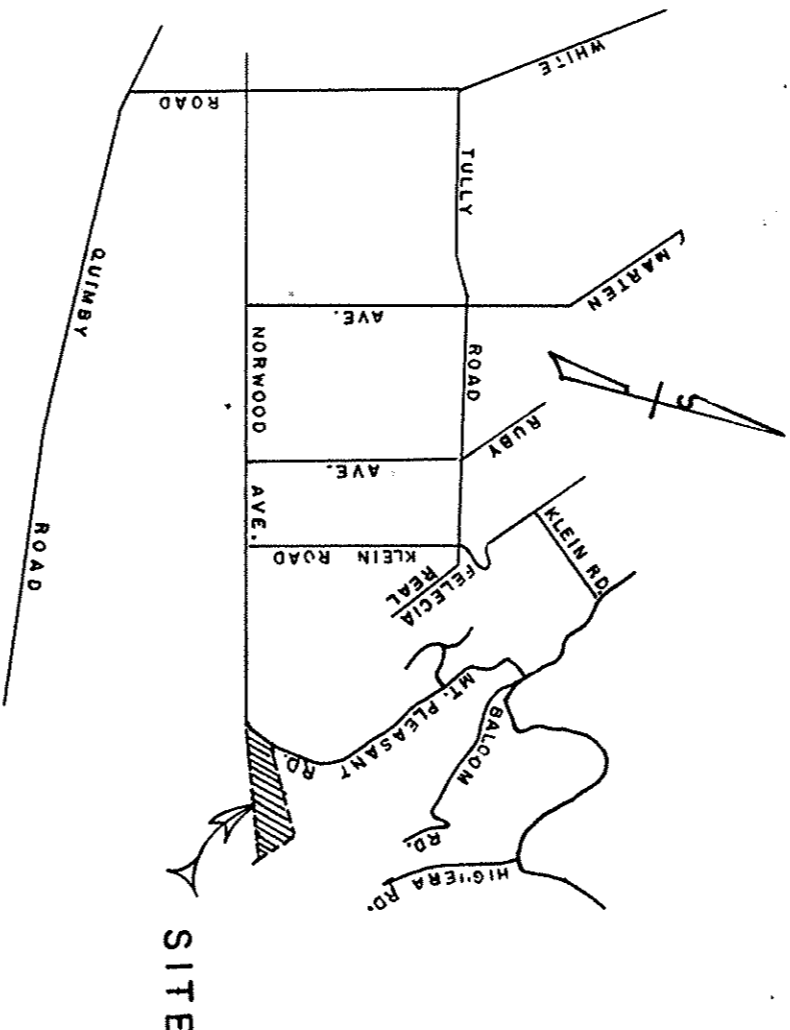 WHITE
ROAD
TULLY
ROAD
QUIMBY
ROAD
MARTEN
AVE.
NORWOOD
AVE.
RUBY
AVE.
KLEIN ROAD
KLEIN RD.
FELECIA
REAL
MT. PLEASANT
RD.
BALCOM
RD.
HIGUERA RD.
SITE